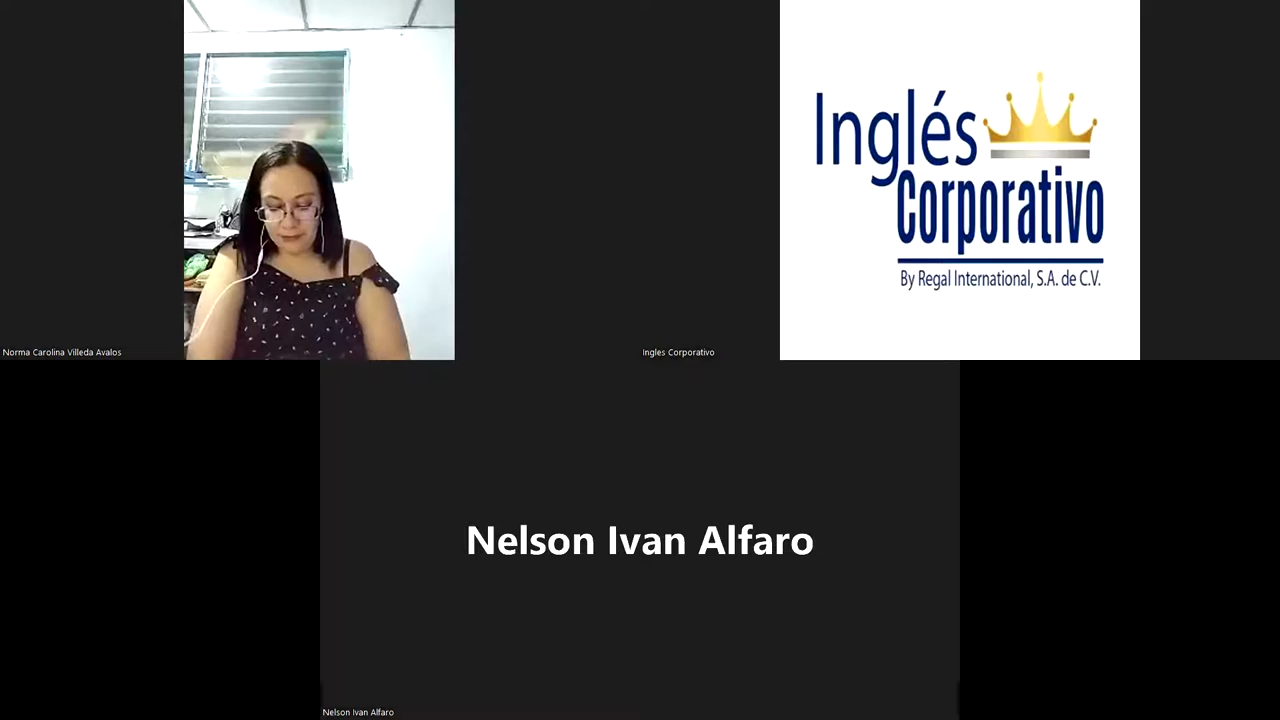 Inglés
Corporativo
By Regal International, S.A. de C.V.
Norma Carolina Villeda Avalos
Ingles Corporativo
Nelson Ivan Alfaro
Nelson Ivan Alfaro